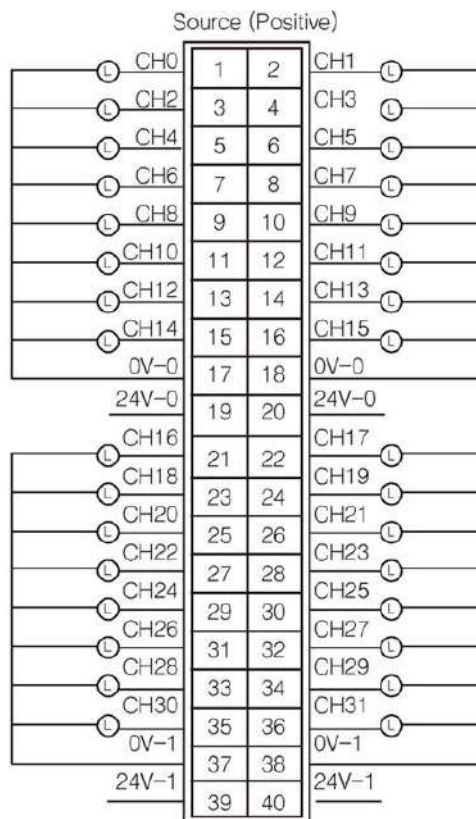 Source (Positive)
L CH0 1 2 CH1 L
L CH2 3 4 CH3 L
L CH4 5 6 CH5 L
L CH6 7 8 CH7 L
L CH8 9 10 CH9 L
L CH10 11 12 CH11 L
L CH12 13 14 CH13 L
L CH14 15 16 CH15 L
0V-0 17 18 0V-0
24V-0 19 20 24V-0
L CH16 21 22 CH17 L
L CH18 23 24 CH19 L
L CH20 25 26 CH21 L
L CH22 27 28 CH23 L
L CH24 29 30 CH25 L
L CH26 31 32 CH27 L
L CH28 33 34 CH29 L
L CH30 35 36 CH31 L
0V-1 37 38 0V-1
24V-1 39 40 24V-1